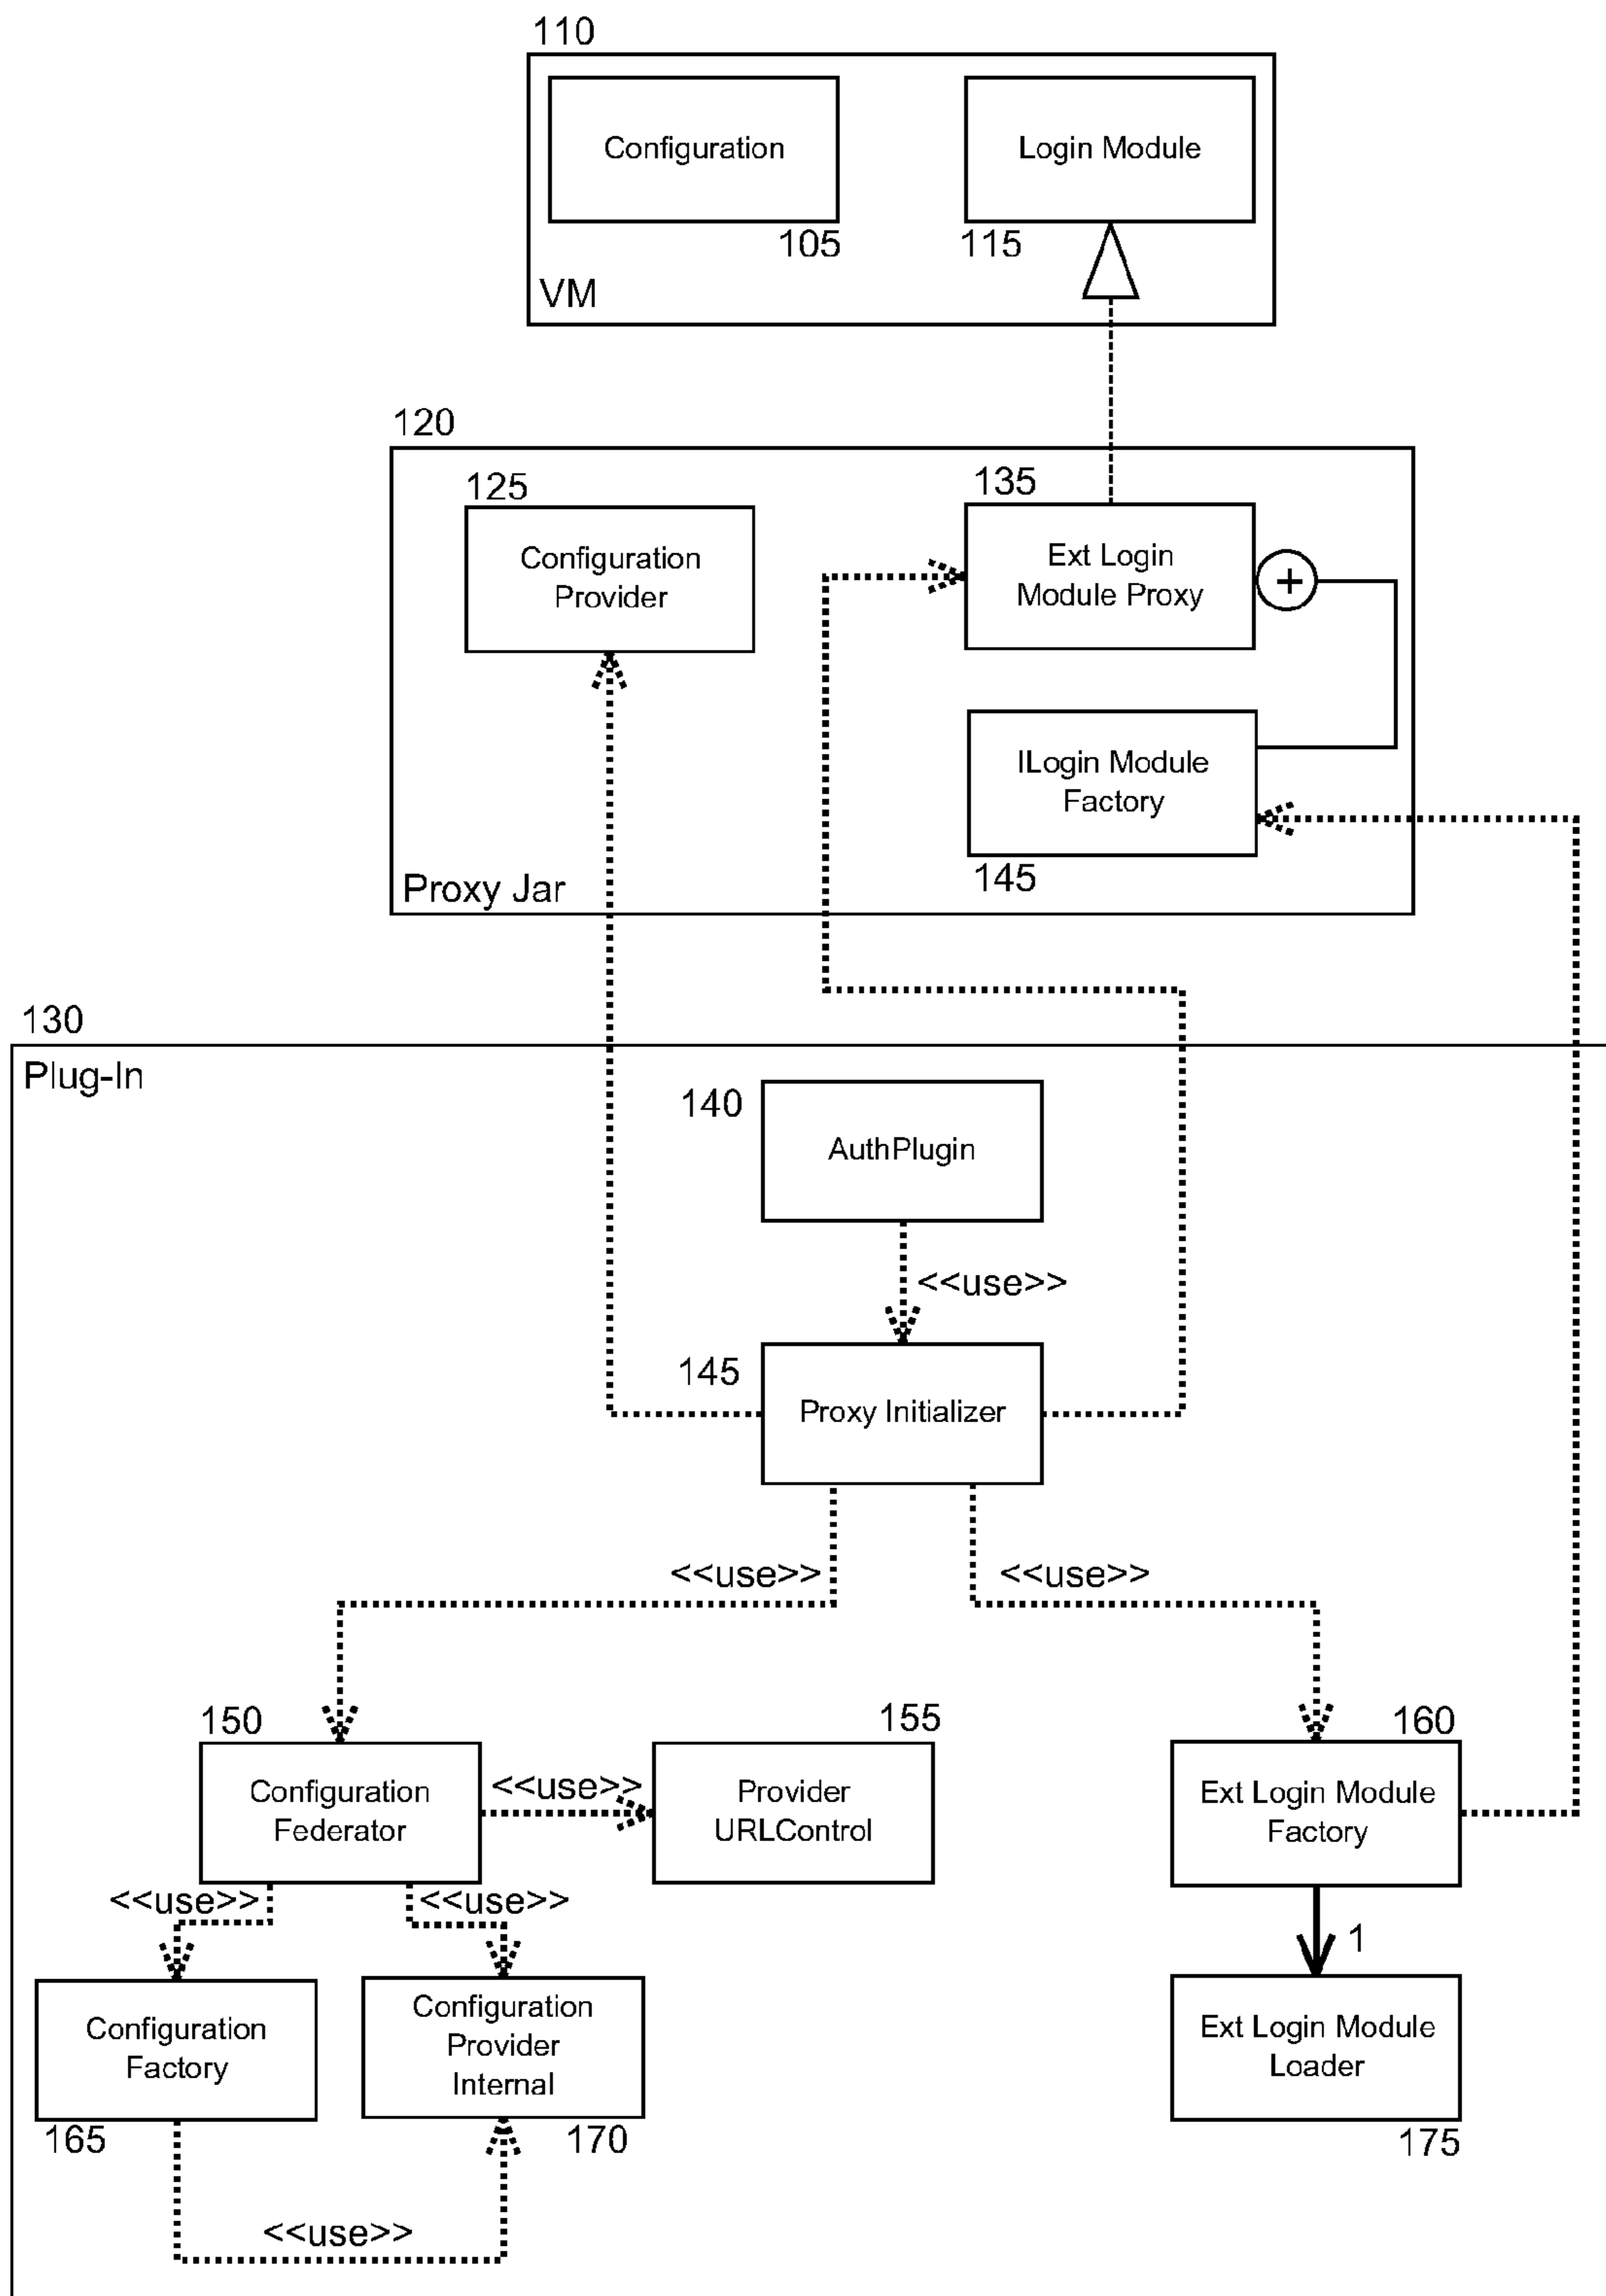 110
Configuration
Login Module
105
115
VM
120
125
135
Configuration
Provider
Ext Login
Module Proxy
+
ILogin Module
Factory
145
Proxy Jar
130
Plug-In
140
AuthPlugin
<<use>>
145
Proxy Initializer
<<use>>
<<use>>
150
155
160
Configuration
Federator
<<use>>
Provider
URLControl
Ext Login Module
Factory
<<use>>
<<use>>
1
Configuration
Factory
Configuration
Provider
Internal
Ext Login Module
Loader
165
170
175
<<use>>